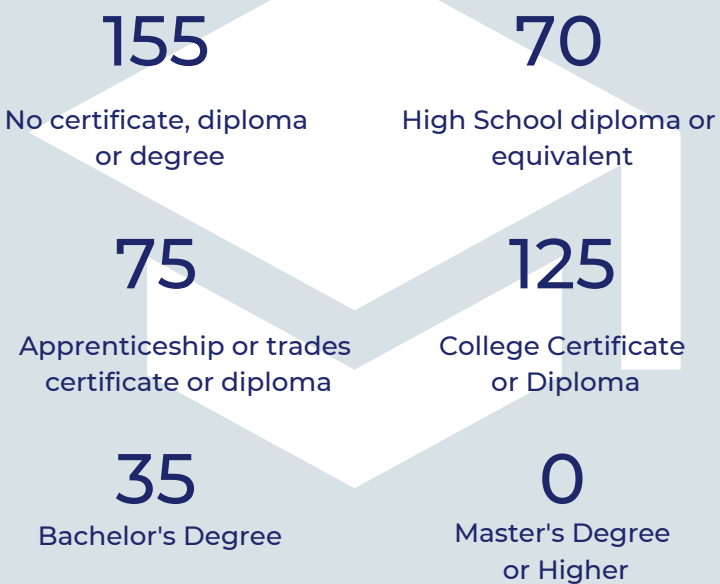 155
No certificate, diploma
or degree
70
High School diploma or
equivalent
75
Apprenticeship or trades
certificate or diploma
125
College Certificate
or Diploma
35
Bachelor's Degree
0
Master's Degree
or Higher